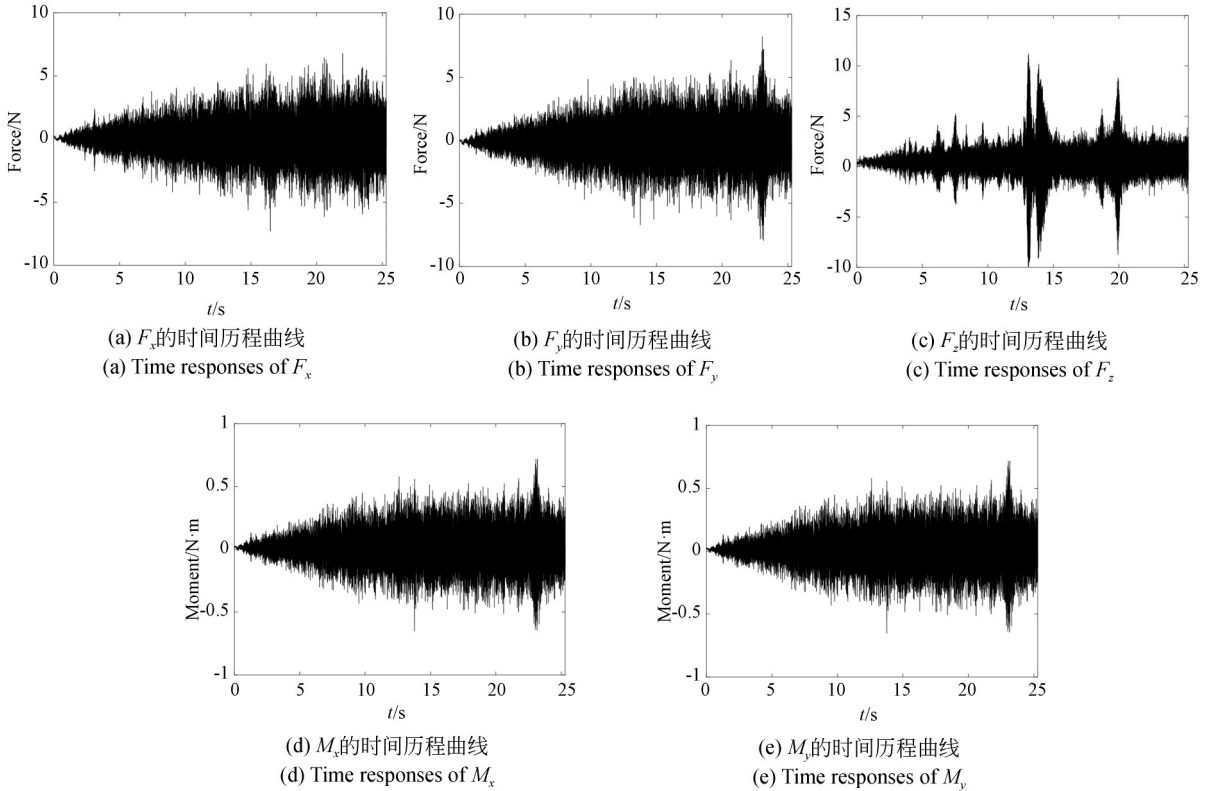 10
5
0
-5
-10
Force/N
0 5 10 15 20 25
t/s
(a) Fx的时间历程曲线
(a) Time responses of Fx
10
5
0
-5
-10
Force/N
0 5 10 15 20 25
t/s
(b) Fy的时间历程曲线
(b) Time responses of Fy
15
10
5
0
-5
-10
Force/N
0 5 10 15 20 25
t/s
(c) Fz的时间历程曲线
(c) Time responses of Fz
1
0.5
0
-0.5
-1
Moment/N·m
0 5 10 15 20 25
t/s
(d) Mx的时间历程曲线
(d) Time responses of Mx
1
0.5
0
-0.5
-1
Moment/N·m
0 5 10 15 20 25
t/s
(e) My的时间历程曲线
(e) Time responses of My